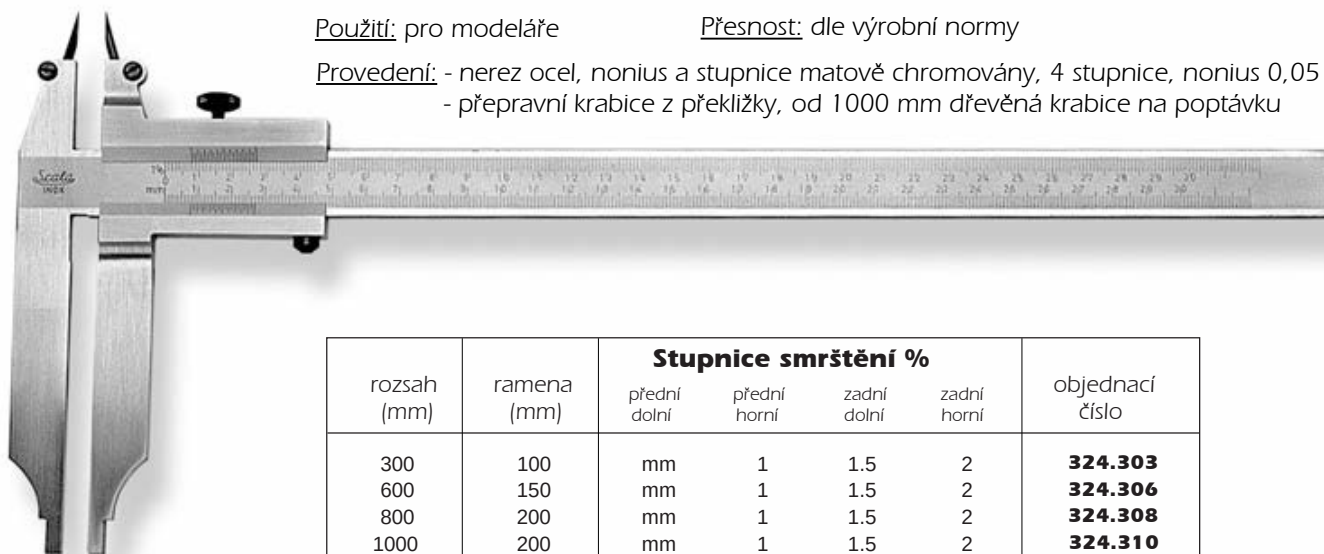 Použití: pro modeláře Přesnost: dle výrobní normy
Provedení: - nerez ocel, nonius a stupnice matově chromovány, 4 stupnice, nonius 0,05
- přepravní krabice z překližky, od 1000 mm dřevěná krabice na poptávku
Scala
INOX
1%
mm
rozsah (mm) ramena (mm) Stupnice smrštění % objednací číslo
přední dolní přední horní zadní dolní zadní horní
300 100 mm 1 1.5 2 324.303
600 150 mm 1 1.5 2 324.306
800 200 mm 1 1.5 2 324.308
1000 200 mm 1 1.5 2 324.310